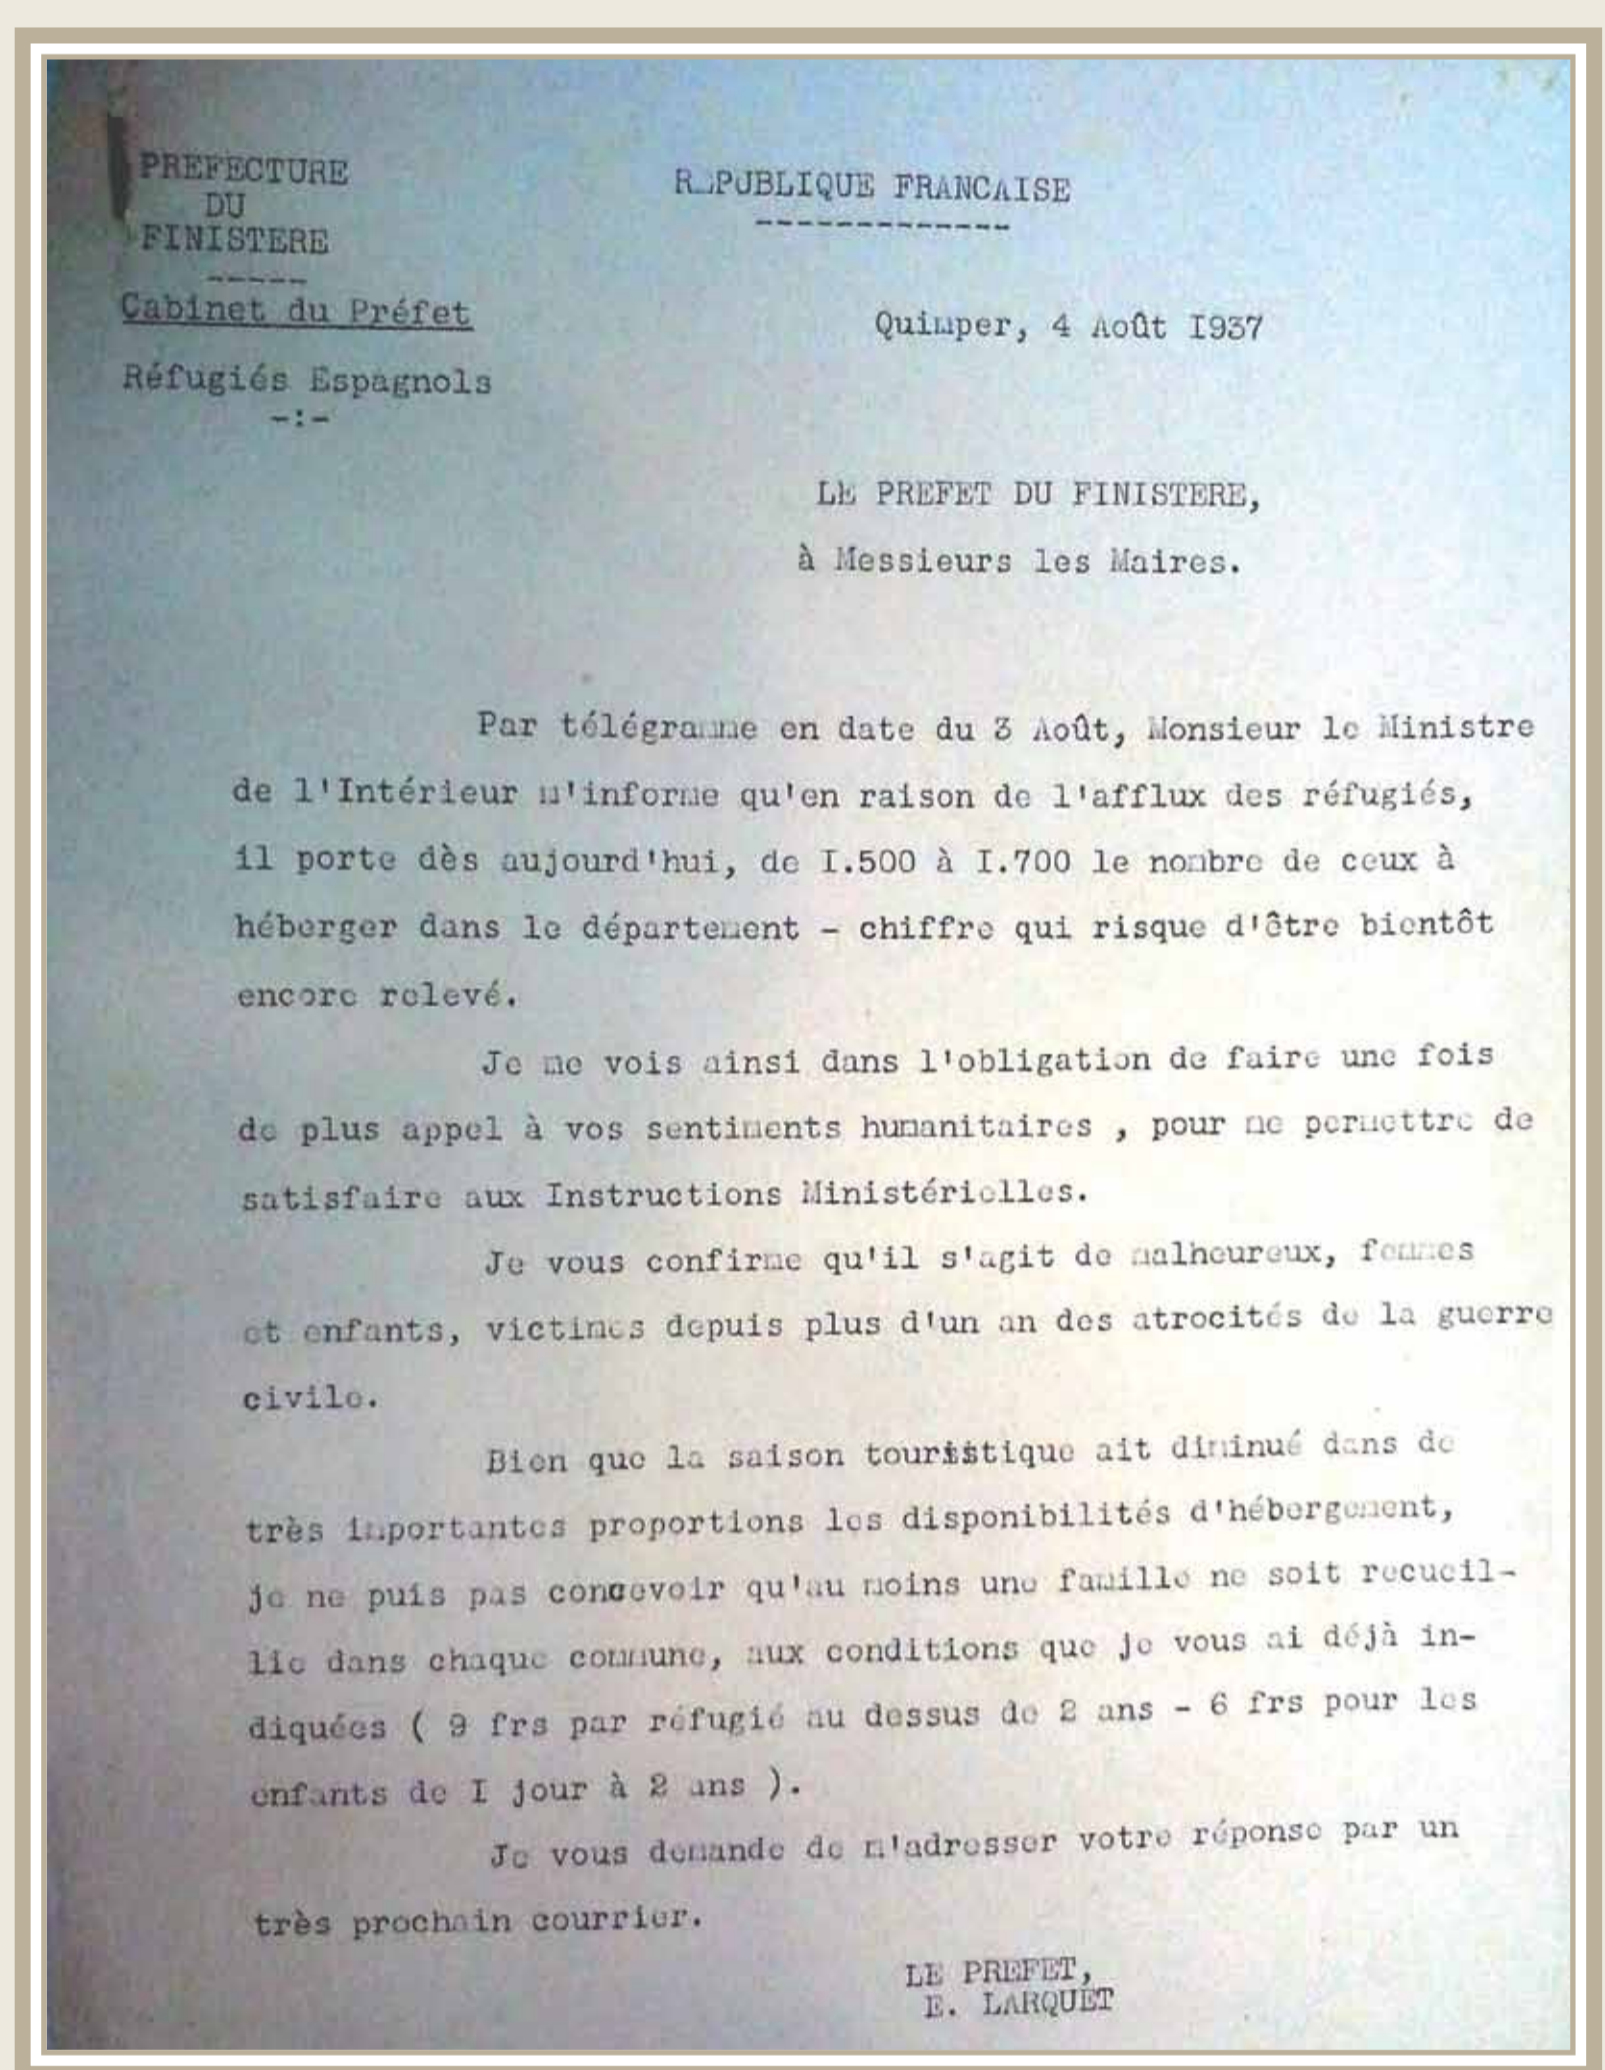 PREFECTURE
DU
FINISTERE
-----
Cabinet du Préfet
Réfugiés Espagnols
-:-
REPUBLIQUE FRANCAISE
-------------
Quimper, 4 Août I937
LE PREFET DU FINISTERE,
à Messieurs les Maires.
Par télégramme en date du 3 Août, Monsieur le Ministre
de l'Intérieur m'informe qu'en raison de l'afflux des réfugiés,
il porte dès aujourd'hui, de I.500 à I.700 le nombre de ceux à
héberger dans le département - chiffre qui risque d'être bientôt
encore relevé.
Je me vois ainsi dans l'obligation de faire une fois
de plus appel à vos sentiments humanitaires , pour me permettre de
satisfaire aux Instructions Ministérielles.
Je vous confirme qu'il s'agit de malheureux, femmes
et enfants, victimes depuis plus d'un an des atrocités de la guerre
civile.
Bien que la saison touristique ait diminué dans de
très importantes proportions les disponibilités d'hébergement,
je ne puis pas concevoir qu'au moins une famille ne soit recueil-
lie dans chaque commune, aux conditions que je vous ai déjà in-
diquées ( 9 frs par réfugié au dessus de 2 ans - 6 frs pour les
enfants de I jour à 2 ans ).
Je vous demande de m'adresser votre réponse par un
très prochain courrier.
LE PREFET,
E. LARQUET